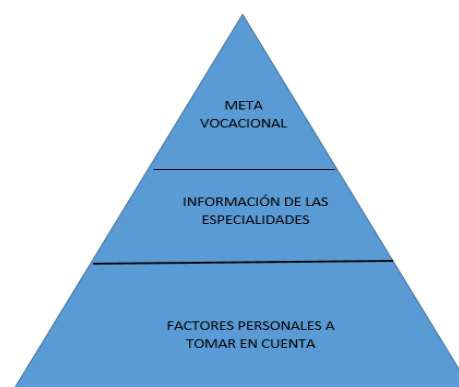 META
VOCACIONAL
INFORMACIÓN DE LAS
ESPECIALIDADES
FACTORES PERSONALES A
TOMAR EN CUENTA